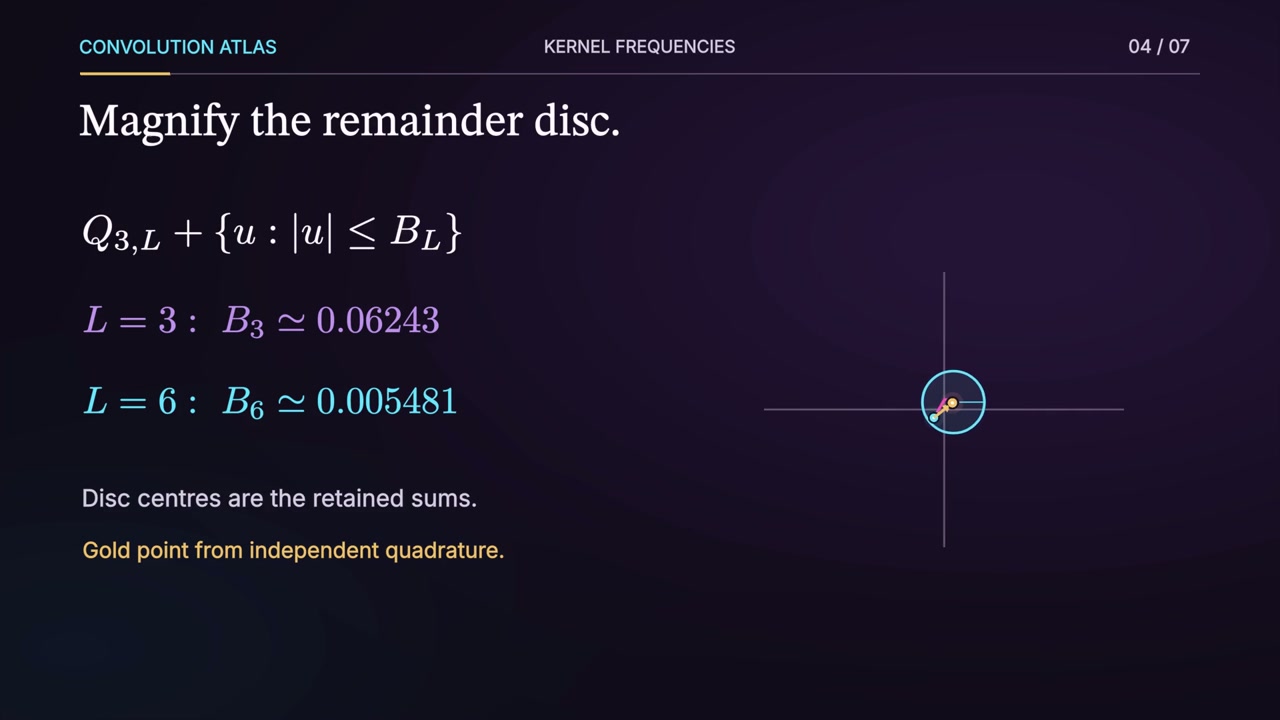 CONVOLUTION ATLAS
KERNEL FREQUENCIES
04 / 07
Magnify the remainder disc.
Q_{3,L} + {u : |u| ≤ B_L}
L = 3 : B_3 ≃ 0.06243
L = 6 : B_6 ≃ 0.005481
Disc centres are the retained sums.
Gold point from independent quadrature.